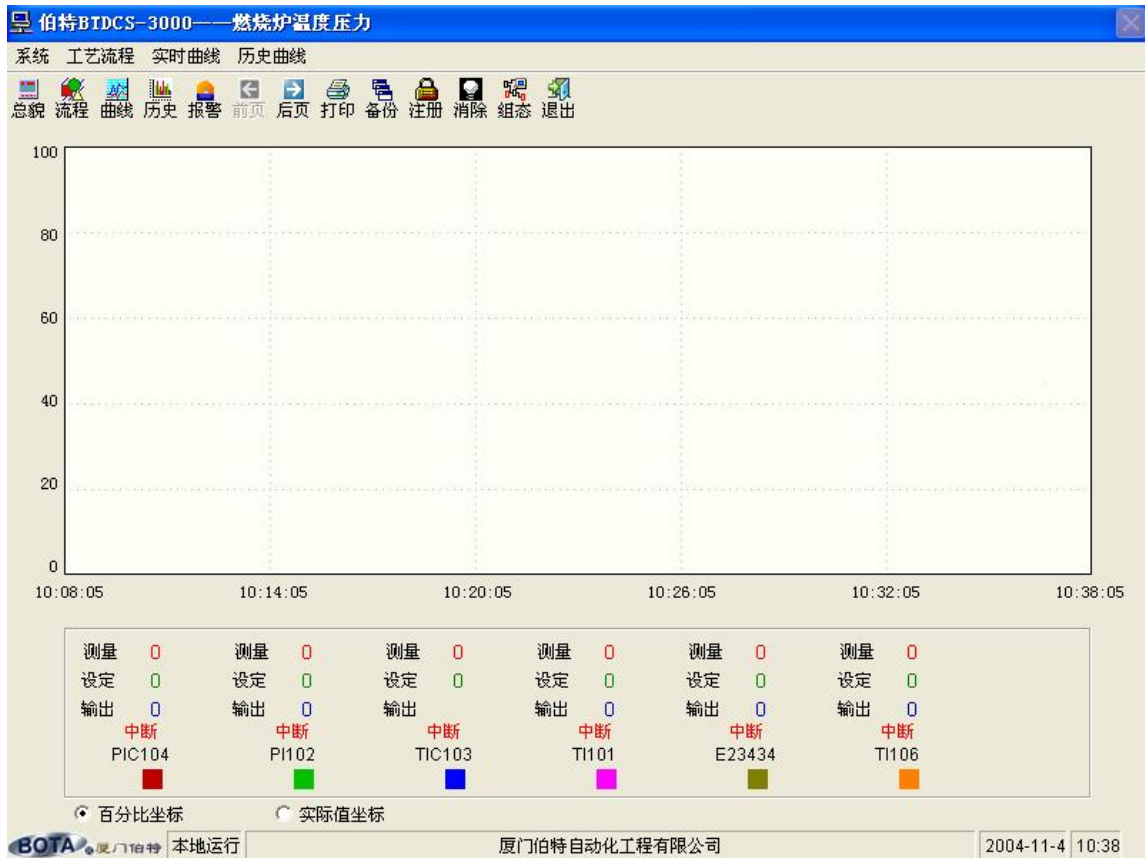 伯特BTDCS-3000——燃烧炉温度压力
系统 工艺流程 实时曲线 历史曲线
总貌 流程 曲线 历史 报警 前页 后页 打印 备份 注册 消除 组态 退出
100
80
60
40
20
0
10:08:05 10:14:05 10:20:05 10:26:05 10:32:05 10:38:05
测量 0 测量 0 测量 0 测量 0 测量 0 测量 0
设定 0 设定 0 设定 0 设定 0 设定 0 设定 0
输出 0 输出 0 输出 输出 0 输出 0 输出 0
中断 中断 中断 中断 中断 中断
PIC104 PI102 TIC103 TI101 E23434 TI106
百分比坐标 实际值坐标
BOTA 厦门伯特 本地运行 厦门伯特自动化工程有限公司 2004-11-4 10:38